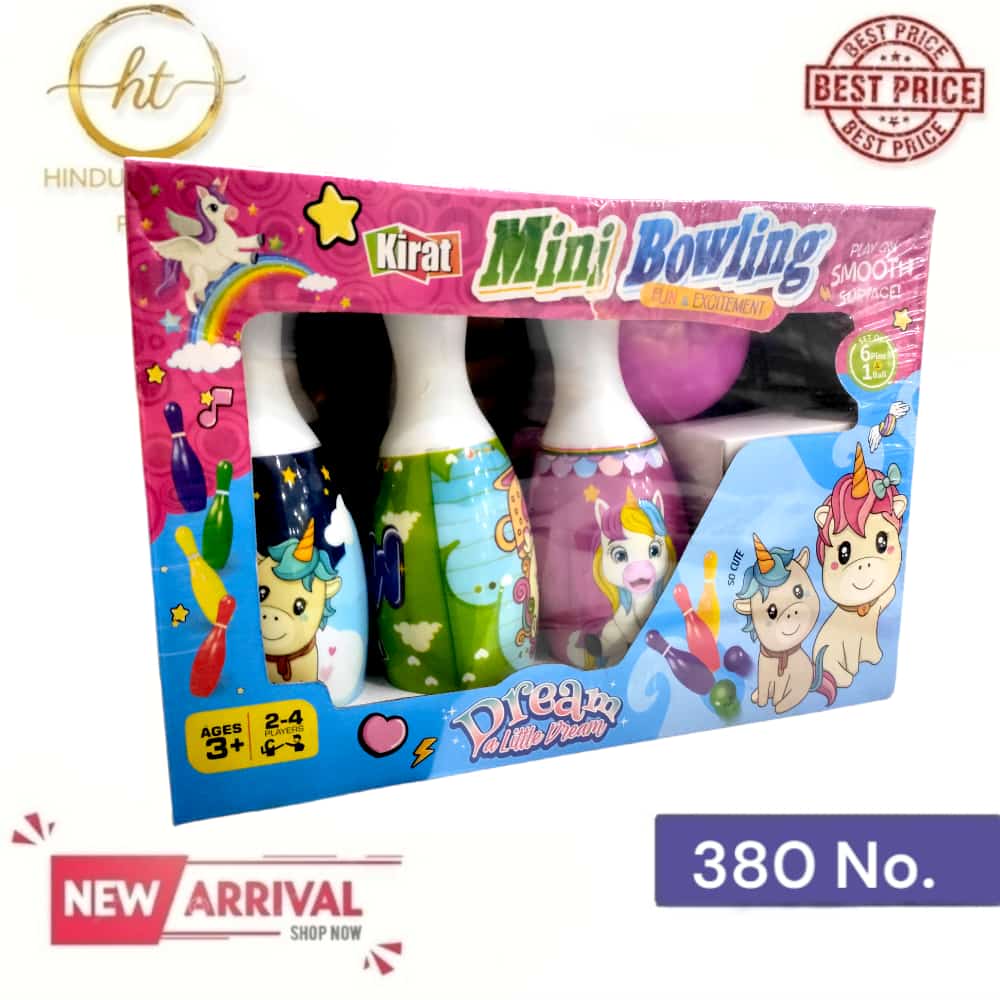 ht
HINDU
BEST PRICE
BEST PRICE
BEST PRICE
Kirat
Mini Bowling
FUN & EXCITEMENT
PLAY ON
SMOOTH
SURFACE!
SET OF
6 Pins
&
1 Ball
SO CUTE
AGES
3+
2-4
PLAYERS
Dream
a Little Dream
NEW ARRIVAL
SHOP NOW
380 No.